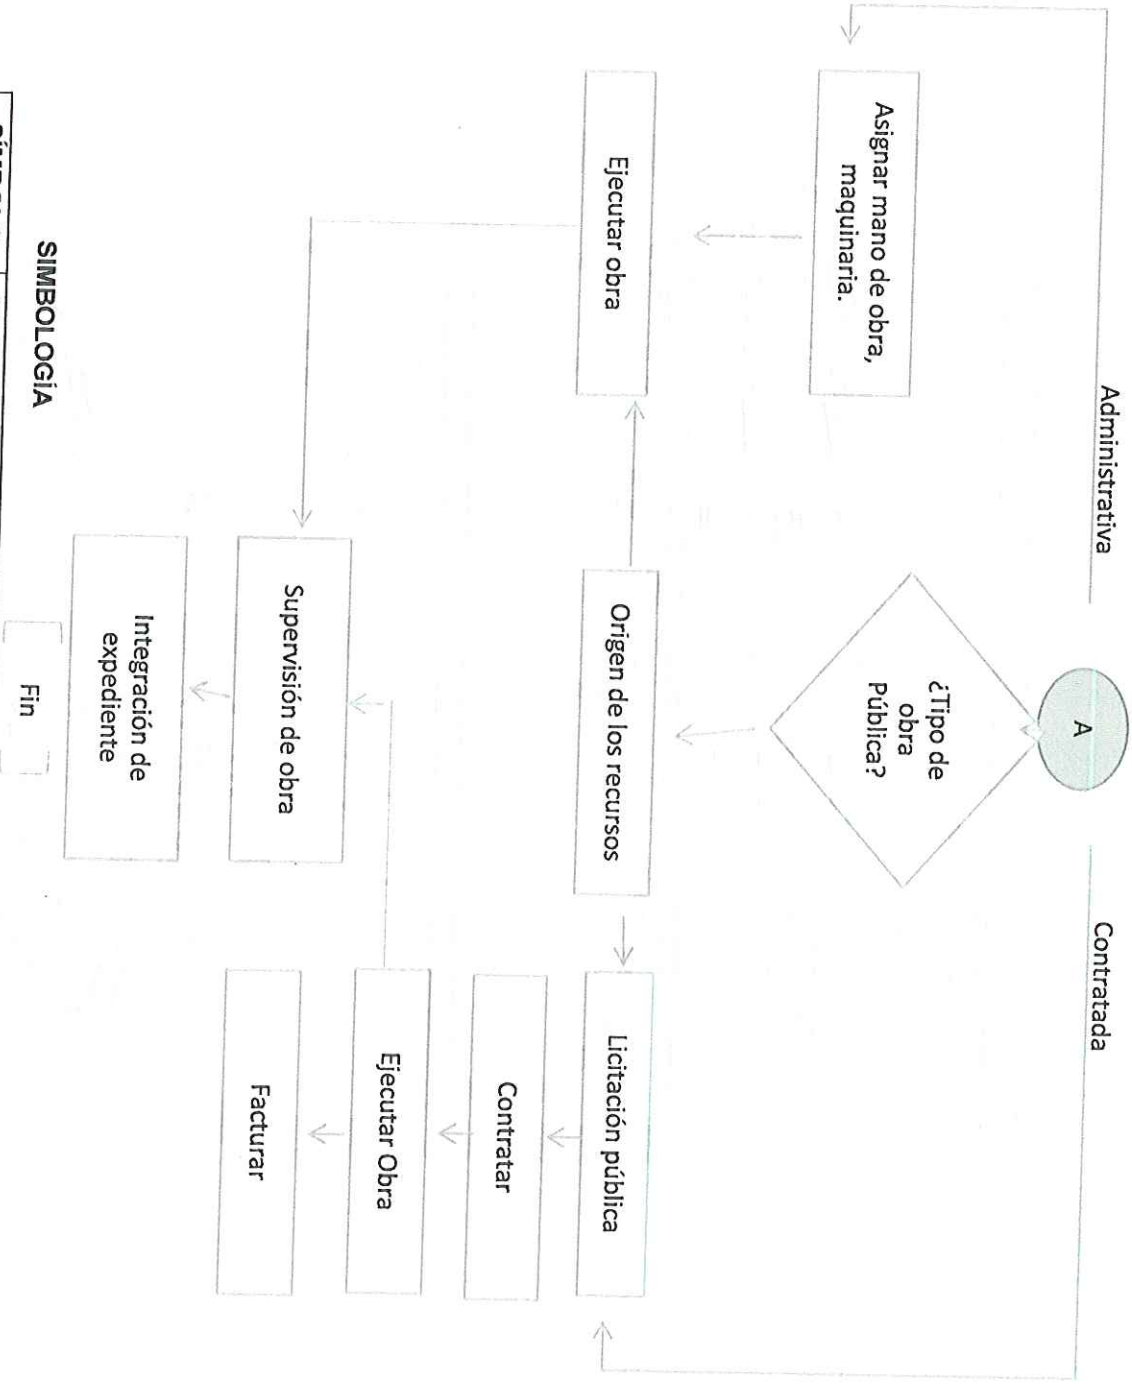 Administrativa
A
Contratada
¿Tipo de
obra
Pública?
Asignar mano de obra,
maquinaria.
Ejecutar obra
Origen de los recursos
Licitación pública
Contratar
Ejecutar Obra
Facturar
Supervisión de obra
Integración de
expediente
Fin
SIMBOLOGÍA